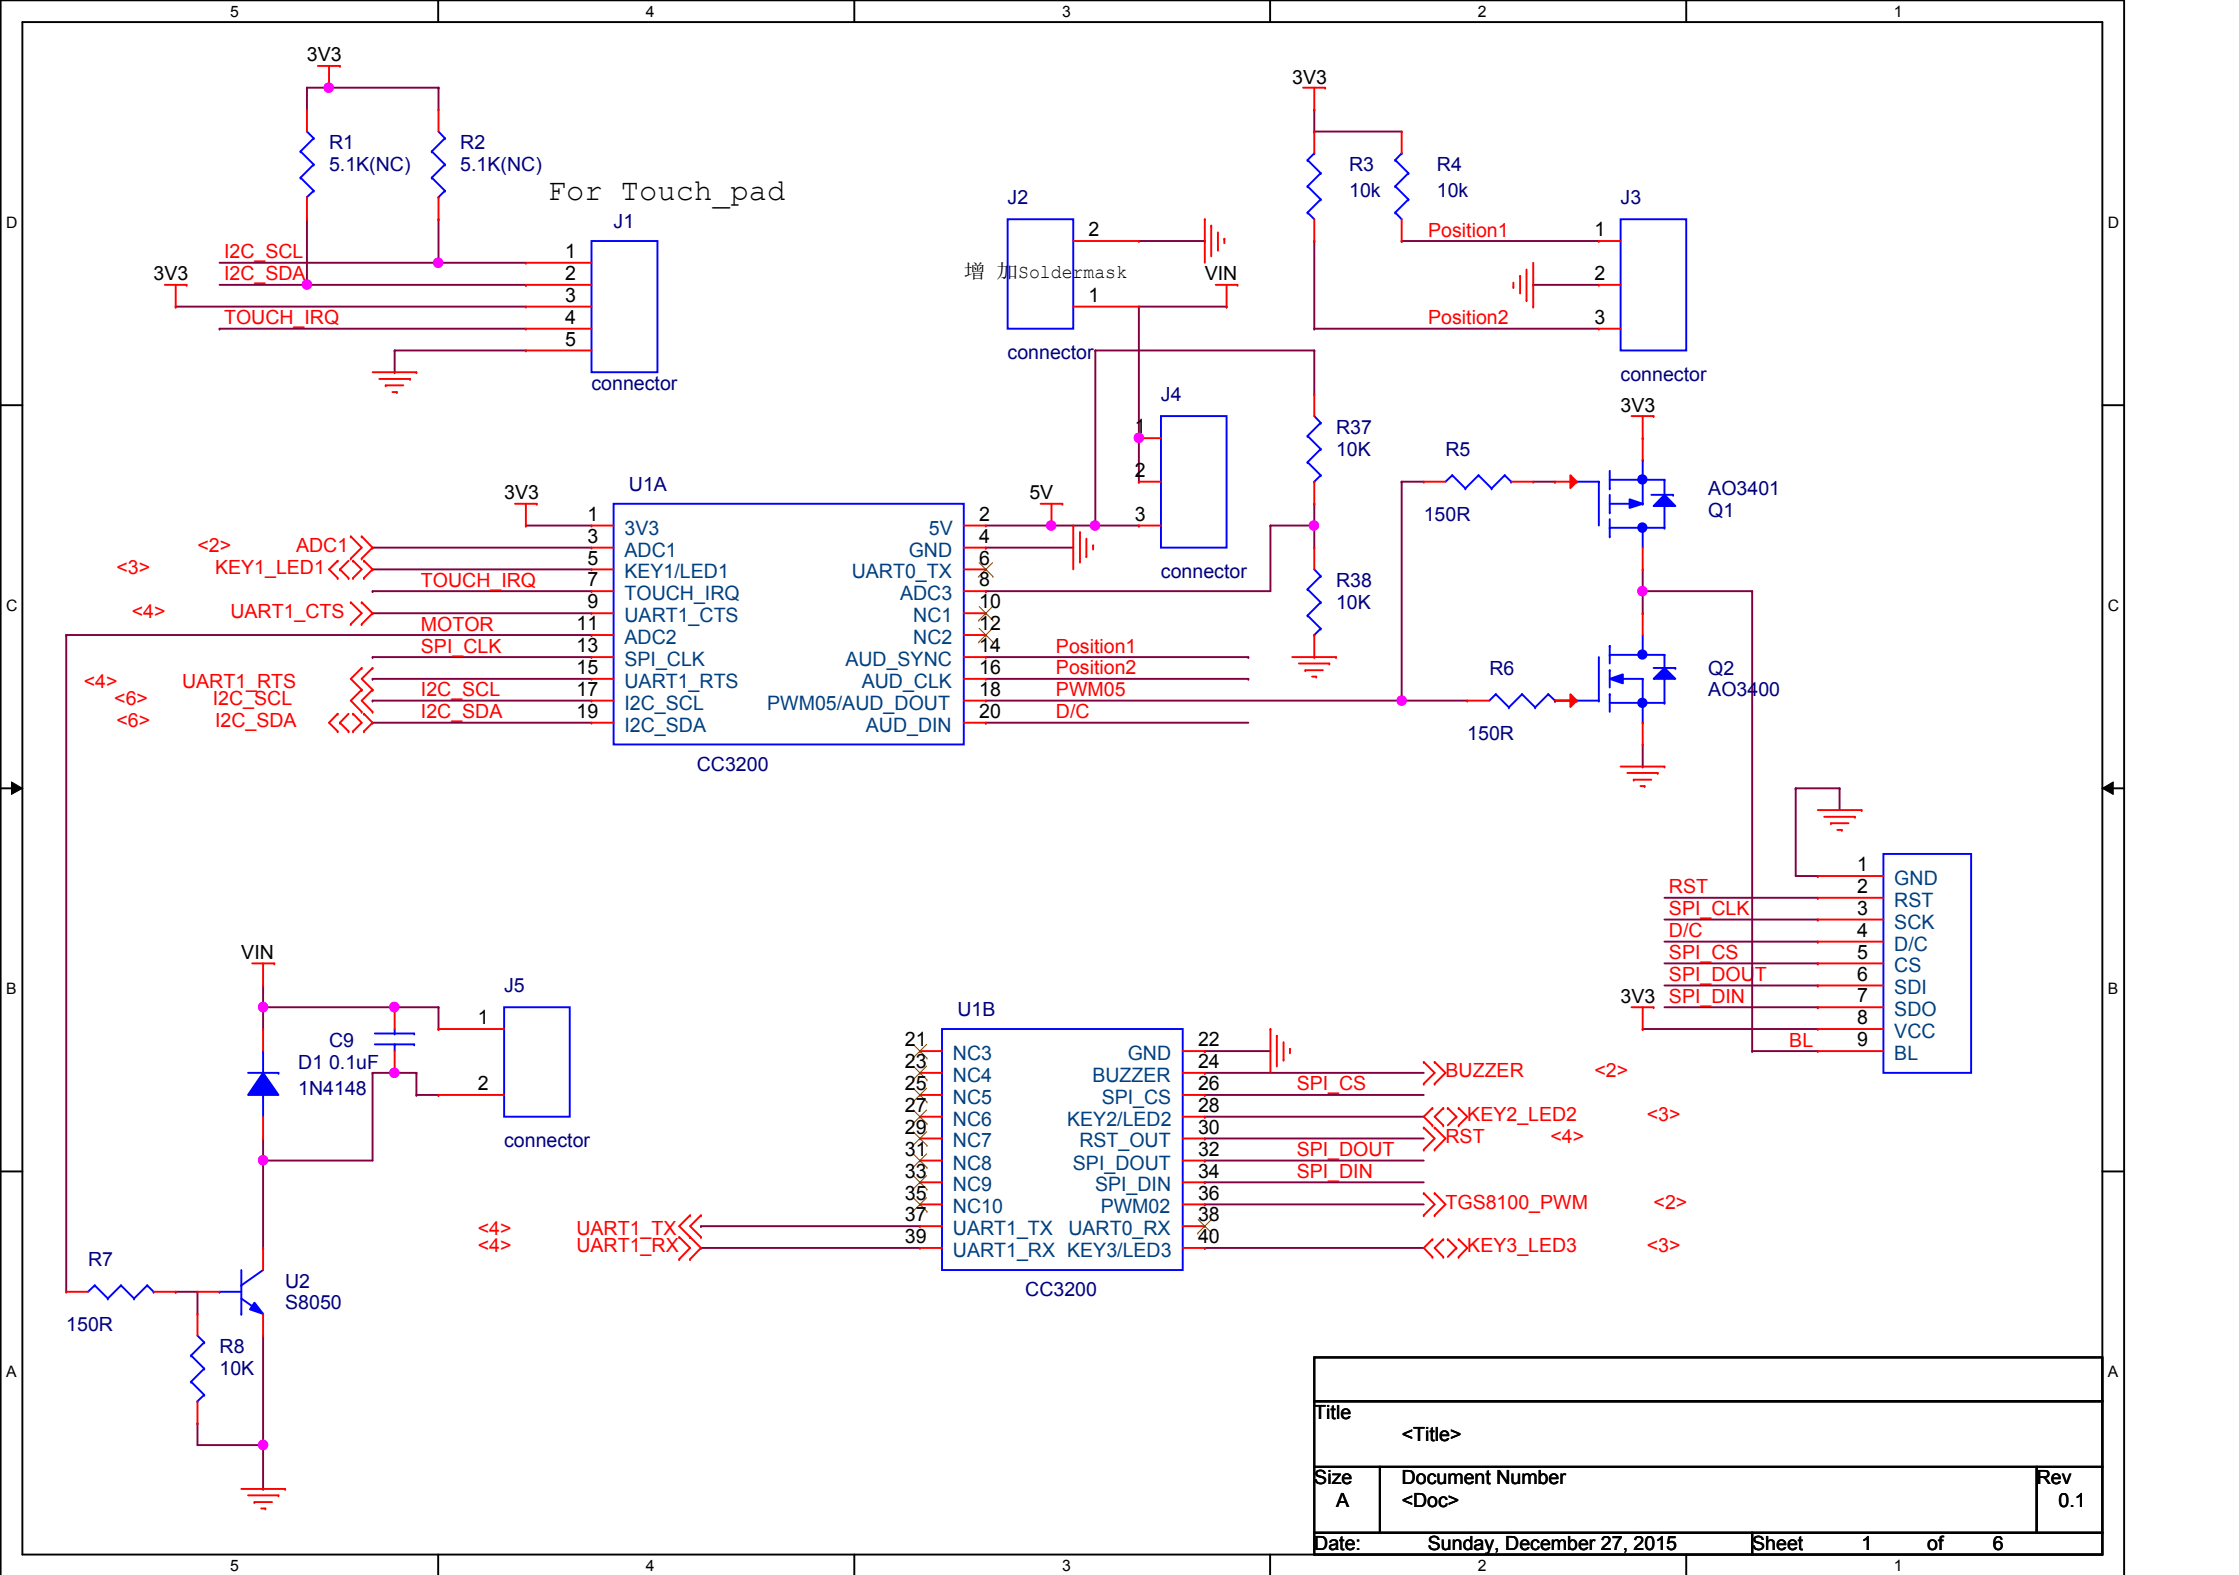 5 4 3 2 1
3V3
R1
5.1K(NC)
R2
5.1K(NC)
For Touch_pad
J1
I2C_SCL 1
3V3 I2C_SDA 2
3
TOUCH_IRQ 4
5
connector
J2
2
增 加Soldermask
VIN
1
connector
3V3
R3
10k
R4
10k
J3
Position1 1
2
Position2 3
connector
D D
J4
1
2
3
connector
R37
10K
R38
10K
3V3
R5
150R
AO3401
Q1
R6
150R
Q2
AO3400
U1A
3V3
5V
1 3V3 5V 2
<2> ADC1 3 ADC1 GND 4
<3> KEY1_LED1 5 KEY1/LED1 UART0_TX 6
TOUCH_IRQ 7 TOUCH_IRQ ADC3 8
<4> UART1_CTS 9 UART1_CTS NC1 10
MOTOR 11 ADC2 NC2 12
SPI_CLK 13 SPI_CLK AUD_SYNC 14 Position1
<4> UART1_RTS 15 UART1_RTS AUD_CLK 16 Position2
<6> I2C_SCL I2C_SCL 17 I2C_SCL PWM05/AUD_DOUT 18 PWM05
<6> I2C_SDA I2C_SDA 19 I2C_SDA AUD_DIN 20 D/C
CC3200
C C
1 GND
RST 2 RST
SPI_CLK 3 SCK
D/C 4 D/C
SPI_CS 5 CS
SPI_DOUT 6 SDI
3V3 SPI_DIN 7 SDO
8 VCC
BL 9 BL
VIN
J5
1
C9
D1 0.1uF
1N4148
2
connector
B B
U1B
21 NC3 GND 22
23 NC4 BUZZER 24 BUZZER <2>
25 NC5 SPI_CS 26 SPI_CS
27 NC6 KEY2/LED2 28 KEY2_LED2 <3>
29 NC7 RST_OUT 30 RST <4>
31 NC8 SPI_DOUT 32 SPI_DOUT
33 NC9 SPI_DIN 34 SPI_DIN
35 NC10 PWM02 36 TGS8100_PWM <2>
<4> UART1_TX 37 UART1_TX UART0_RX 38
<4> UART1_RX 39 UART1_RX KEY3/LED3 40 KEY3_LED3 <3>
CC3200
R7
150R
U2
S8050
R8
10K
A A
Title
<Title>
Size Document Number Rev
A <Doc> 0.1
Date: Sunday, December 27, 2015 Sheet 1 of 6
5 4 3 2 1